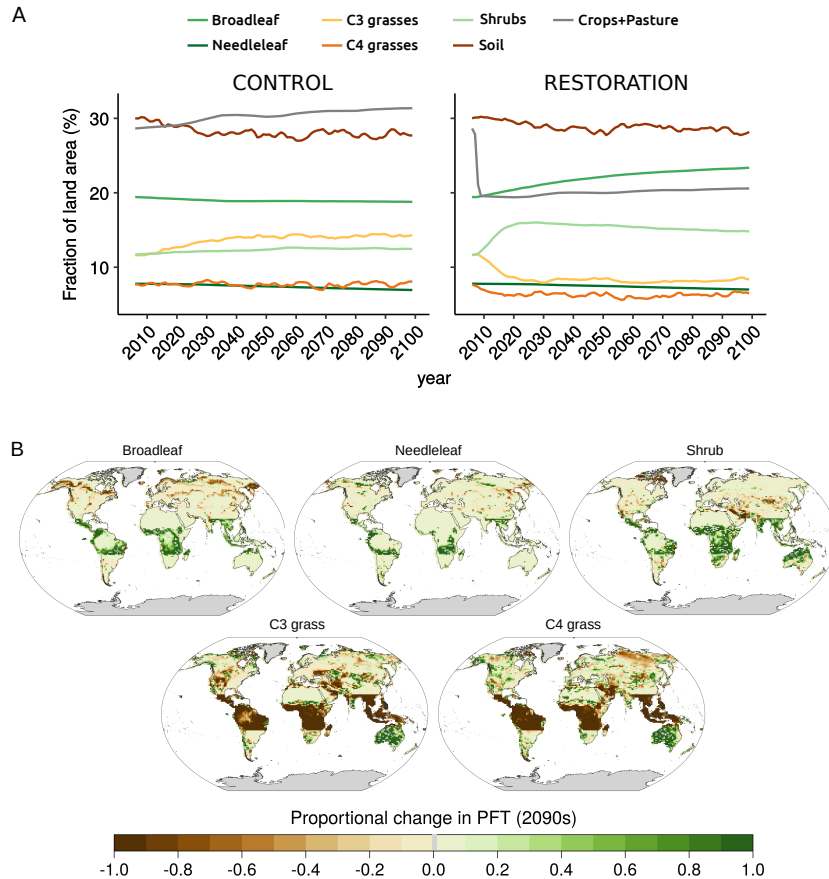 A
Broadleaf C3 grasses Shrubs Crops+Pasture
Needleleaf C4 grasses Soil
CONTROL RESTORATION
Fraction of land area (%)
30
20
10
2010 2020 2030 2040 2050 2060 2070 2080 2090 2100 2010 2020 2030 2040 2050 2060 2070 2080 2090 2100
year
B
Broadleaf Needleleaf Shrub
C3 grass C4 grass
Proportional change in PFT (2090s)
-1.0 -0.8 -0.6 -0.4 -0.2 0.0 0.2 0.4 0.6 0.8 1.0